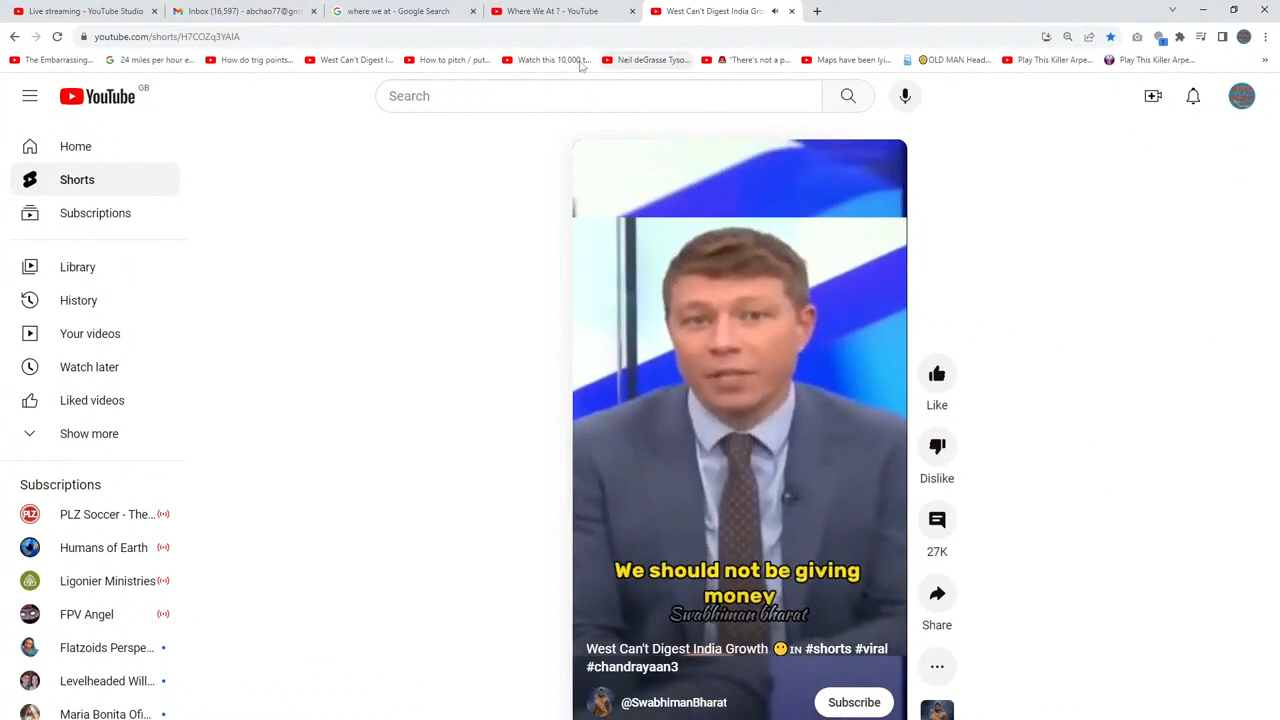 Live streaming - YouTube Studio
Inbox (16,597) - abchao77@gm
where we at - Google Search
Where We At ? - YouTube
West Can't Digest India Gro
youtube.com/shorts/H7COZq3YAIA
The Embarrassing...
24 miles per hour e...
How do trig points...
West Can't Digest I...
How to pitch / put...
Watch this 10,000 t...
Neil deGrasse Tyso...
"There's not a p...
Maps have been lyi...
OLD MAN Head...
Play This Killer Arpe...
Play This Killer Arpe...
YouTube GB
Search
Home
Shorts
Subscriptions
Library
History
Your videos
Watch later
Liked videos
Show more
Subscriptions
PLZ Soccer - The...
Humans of Earth
Ligonier Ministries
FPV Angel
Flatzoids Perspe...
Levelheaded Will...
Maria Bonita Ofi...
We should not be giving
money
Swabhiman bharat
West Can't Digest India Growth 😶🇮🇳 #shorts #viral
#chandrayaan3
@SwabhimanBharat
Subscribe
Like
Dislike
27K
Share